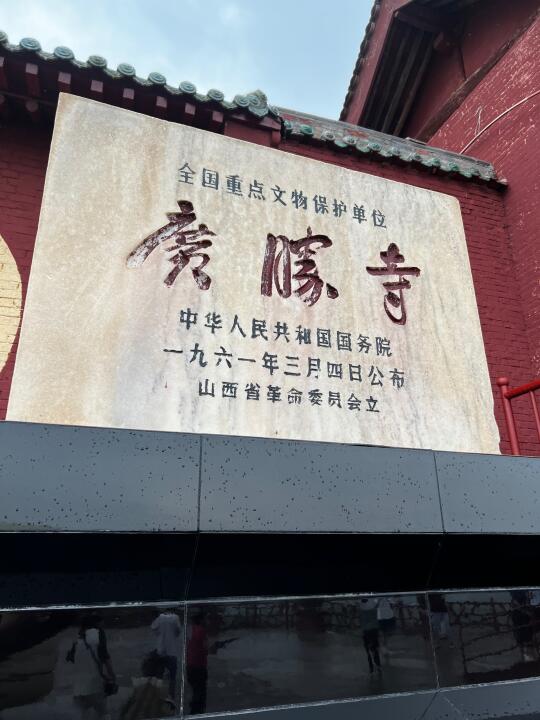 全国重点文物保护单位
廣勝寺
中华人民共和国国务院
一九六一年三月四日公布
山西省革命委员会立